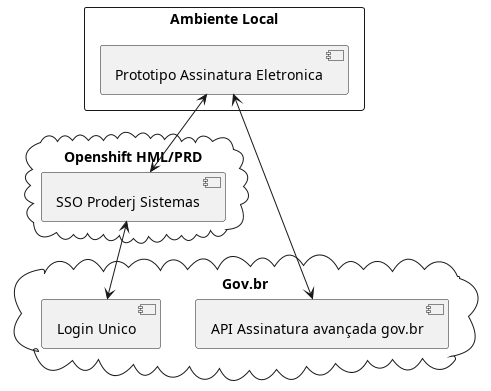 Ambiente Local
Prototipo Assinatura Eletronica
Openshift HML/PRD
SSO Proderj Sistemas
Gov.br
Login Unico
API Assinatura avançada gov.br